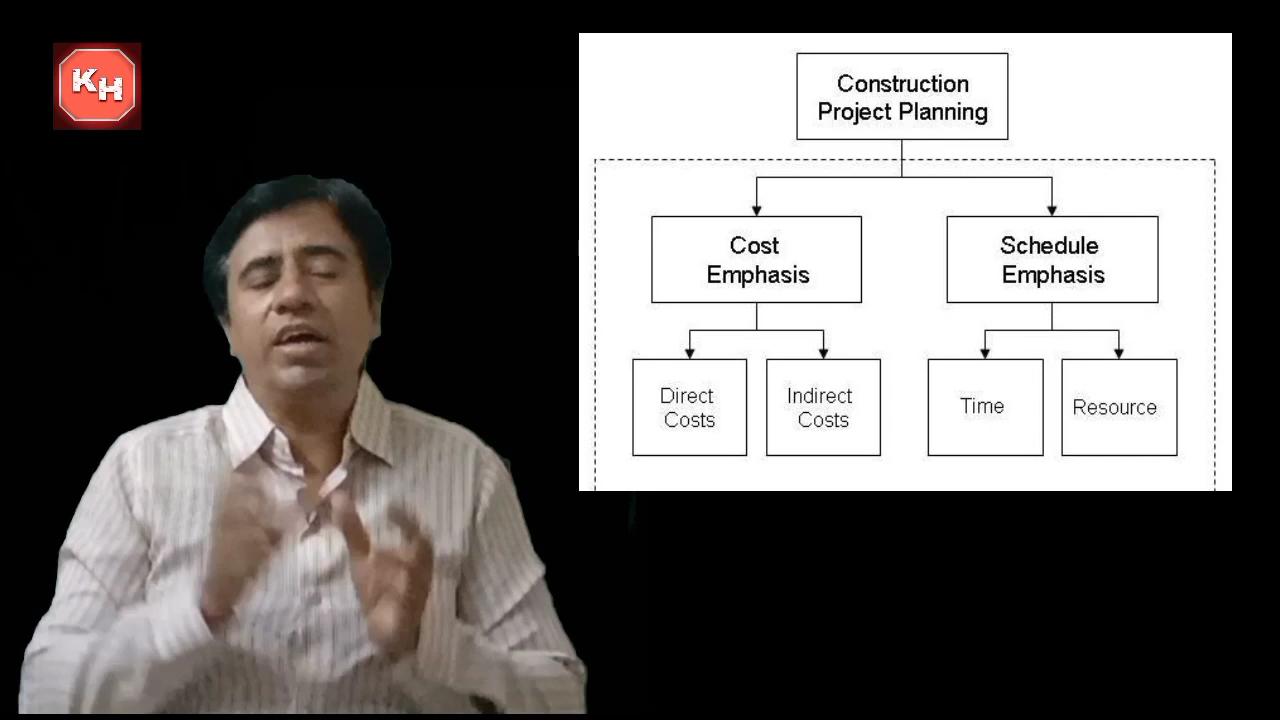 KH
Construction
Project Planning
Cost
Emphasis
Schedule
Emphasis
Direct
Costs
Indirect
Costs
Time
Resource